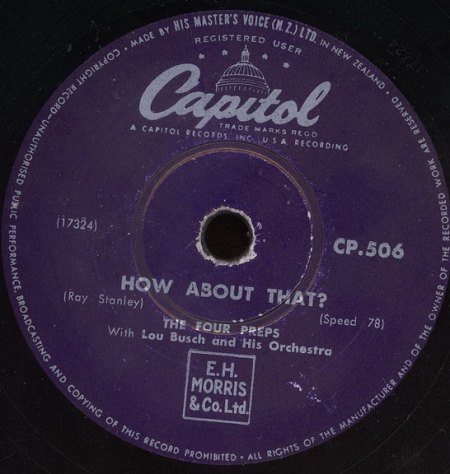 MADE BY HIS MASTER'S VOICE (N.Z.) LTD. IN NEW ZEALAND • ALL RIGHTS OF THE MANUFACTURER AND OF THE OWNER OF THE RECORDED WORK ARE RESERVED
COPYRIGHT RECORD—UNAUTHORISED PUBLIC PERFORMANCE, BROADCASTING AND COPYING OF THIS RECORD PROHIBITED •
REGISTERED USER
Capitol
TRADE MARKS REGD
A CAPITOL RECORDS, INC., U.S.A. RECORDING
(17324)
CP.506
HOW ABOUT THAT?
(Ray Stanley)
(Speed 78)
THE FOUR PREPS
With Lou Busch and His Orchestra
E.H.
MORRIS
& Co. Ltd.